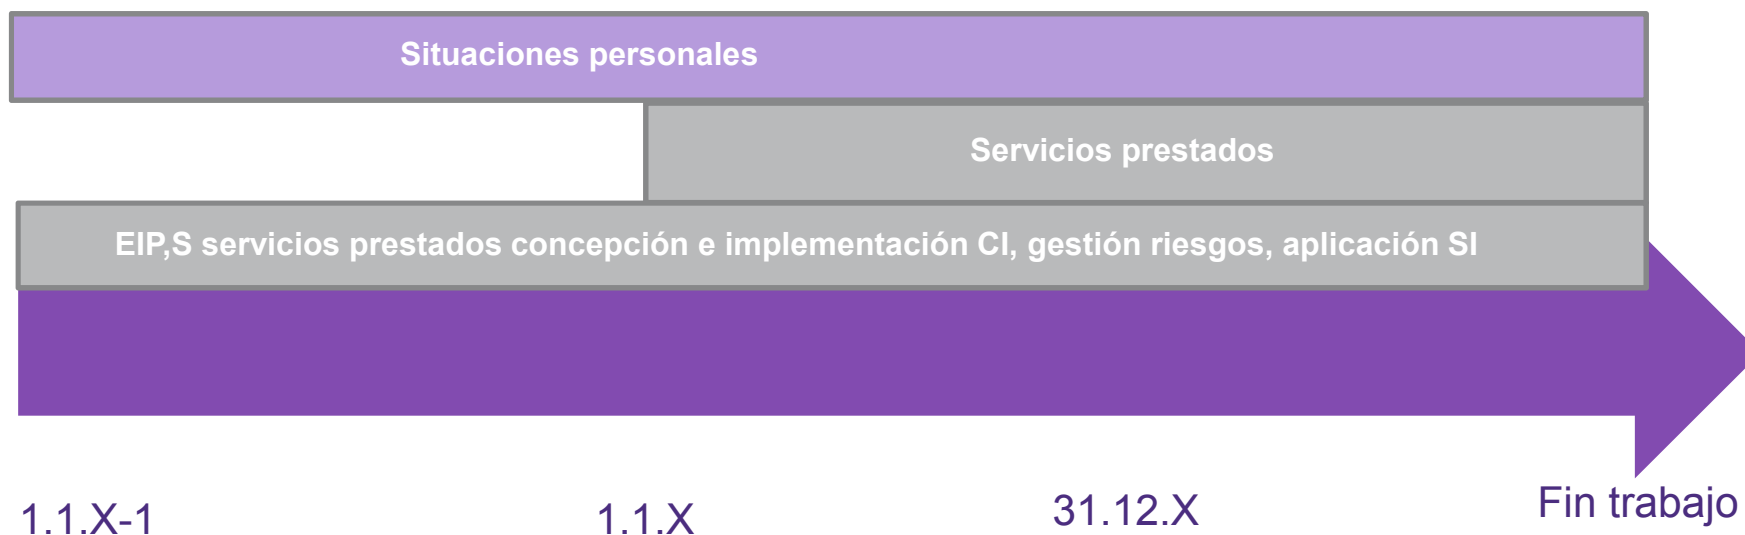 Situaciones personales
Servicios prestados
EIP,S servicios prestados concepción e implementación CI, gestión riesgos, aplicación SI
1.1.X-1
1.1.X
31.12.X
Fin trabajo